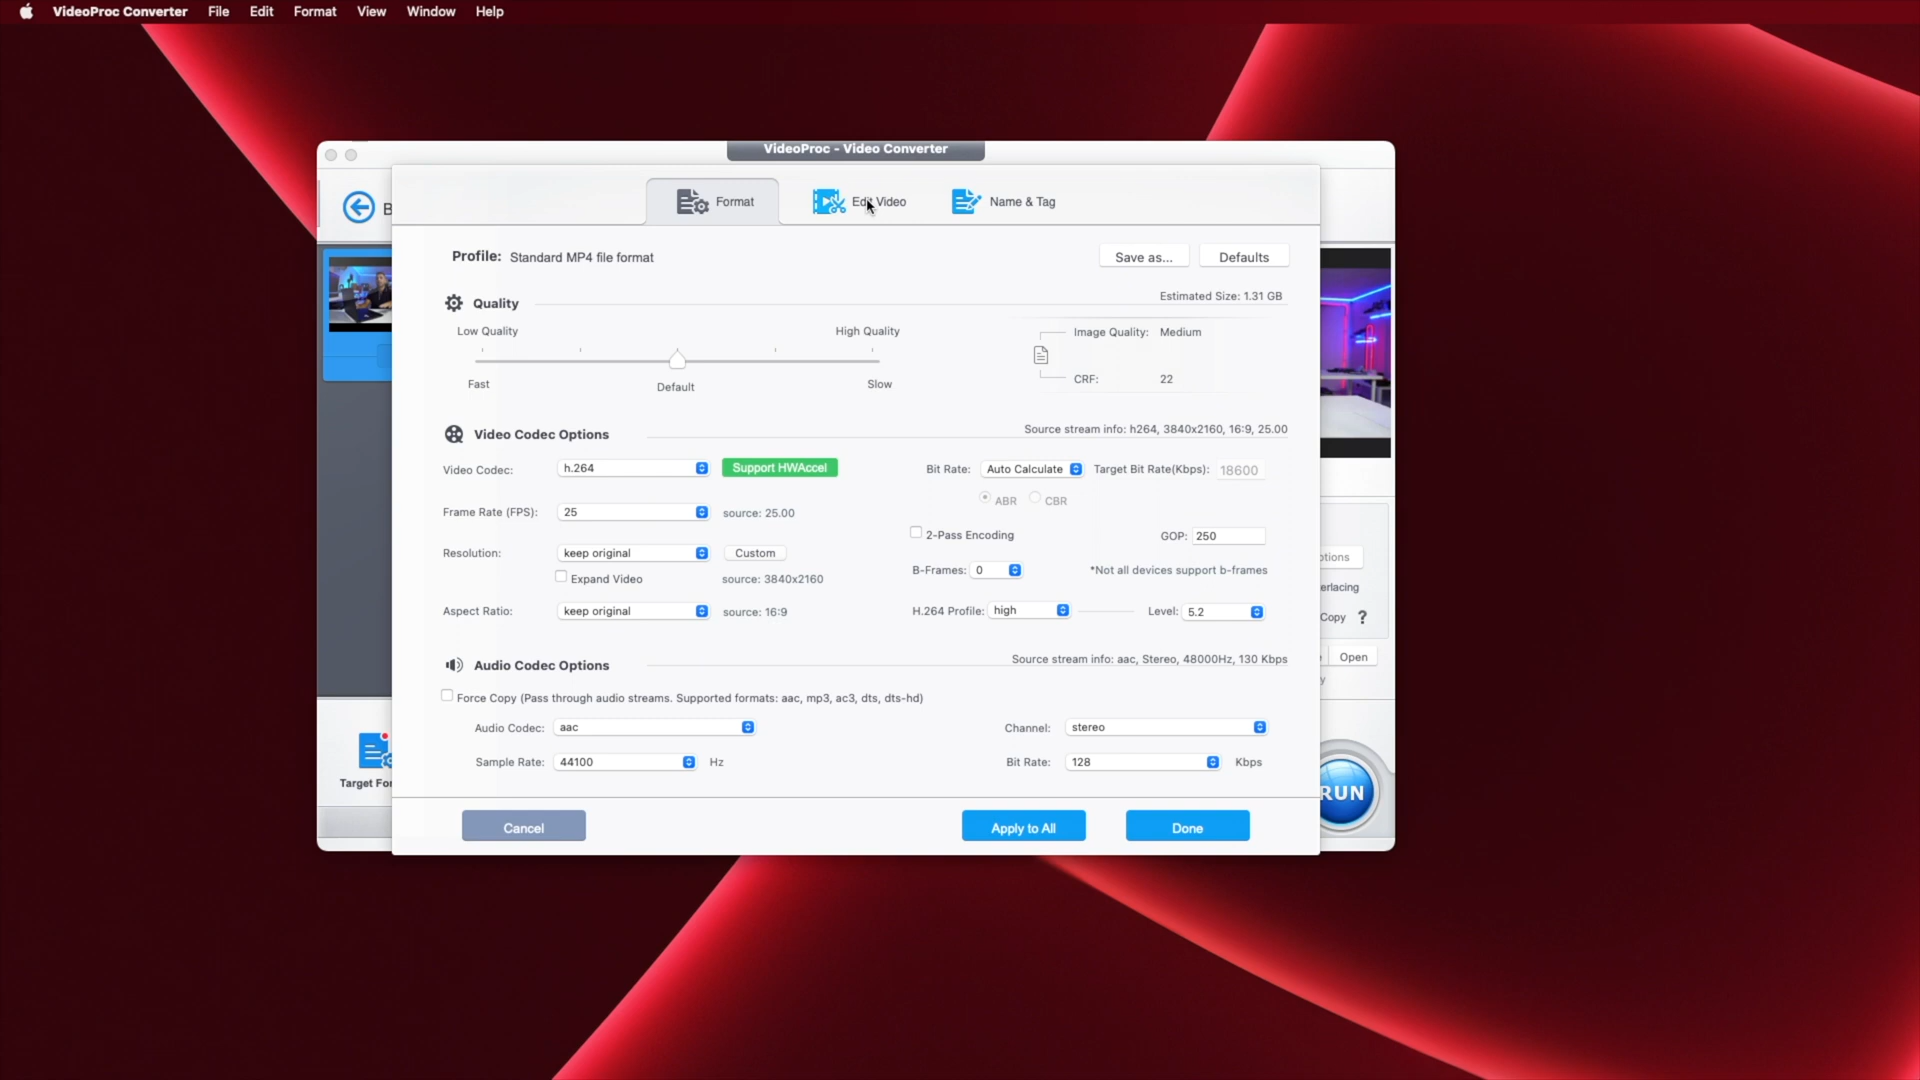 VideoProc Converter File Edit Format View Window Help
VideoProc - Video Converter
Format Edit Video Name & Tag
Profile: Standard MP4 file format Save as... Defaults
Quality Estimated Size: 1.31 GB
Low Quality High Quality Image Quality: Medium
Fast Default Slow CRF: 22
Video Codec Options Source stream info: h264, 3840x2160, 16:9, 25.00
Video Codec: h.264 Support HWAccel Bit Rate: Auto Calculate Target Bit Rate(Kbps): 18600
ABR CBR
Frame Rate (FPS): 25 source: 25.00
2-Pass Encoding GOP: 250
Resolution: keep original Custom
B-Frames: 0 *Not all devices support b-frames
Expand Video source: 3840x2160
erlacing
Aspect Ratio: keep original source: 16:9 H.264 Profile: high Level: 5.2
Copy ?
Audio Codec Options Source stream info: aac, Stereo, 48000Hz, 130 Kbps
Open
Force Copy (Pass through audio streams. Supported formats: aac, mp3, ac3, dts, dts-hd)
Audio Codec: aac Channel: stereo
Sample Rate: 44100 Hz Bit Rate: 128 Kbps
Target For
RUN
Cancel Apply to All Done